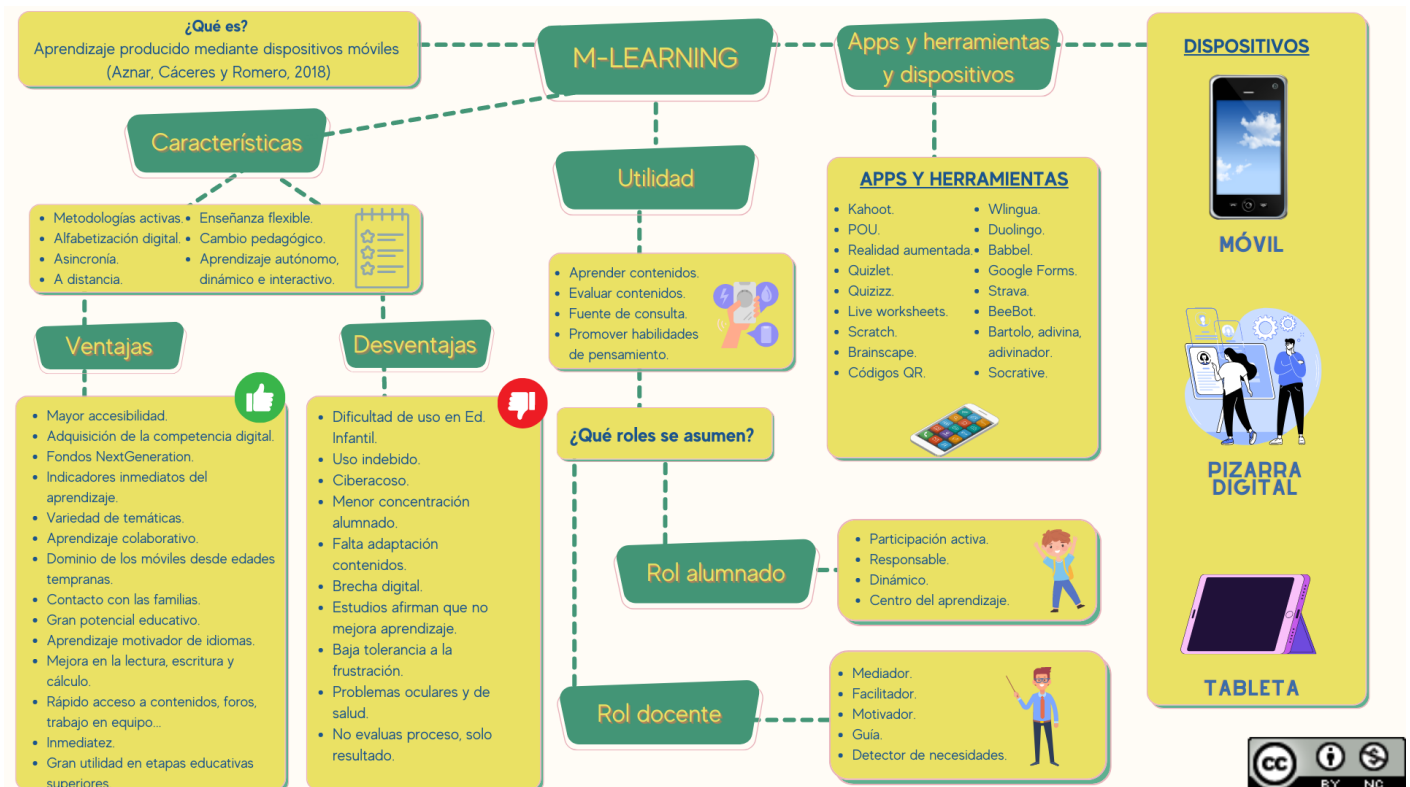 ¿Qué es?
Aprendizaje producido mediante dispositivos móviles
(Aznar, Cáceres y Romero, 2018)
M-LEARNING
Apps y herramientas
y dispositivos
Características
• Metodologías activas.
• Alfabetización digital.
• Asincronía.
• A distancia.
• Enseñanza flexible.
• Cambio pedagógico.
• Aprendizaje autónomo,
dinámico e interactivo.
Ventajas
• Mayor accesibilidad.
• Adquisición de la competencia digital.
• Fondos NextGeneration.
• Indicadores inmediatos del
aprendizaje.
• Variedad de temáticas.
• Aprendizaje colaborativo.
• Dominio de los móviles desde edades
tempranas.
• Contacto con las familias.
• Gran potencial educativo.
• Aprendizaje motivador de idiomas.
• Mejora en la lectura, escritura y
cálculo.
• Rápido acceso a contenidos, foros,
trabajo en equipo...
• Inmediatez.
• Gran utilidad en etapas educativas
superiores
Desventajas
• Dificultad de uso en Ed.
Infantil.
• Uso indebido.
• Ciberacoso.
• Menor concentración
alumnado.
• Falta adaptación
contenidos.
• Brecha digital.
• Estudios afirman que no
mejora aprendizaje.
• Baja tolerancia a la
frustración.
• Problemas oculares y de
salud.
• No evaluas proceso, solo
resultado.
Utilidad
• Aprender contenidos.
• Evaluar contenidos.
• Fuente de consulta.
• Promover habilidades
de pensamiento.
¿Qué roles se asumen?
Rol alumnado
• Participación activa.
• Responsable.
• Dinámico.
• Centro del aprendizaje.
Rol docente
• Mediador.
• Facilitador.
• Motivador.
• Guía.
• Detector de necesidades.
APPS Y HERRAMIENTAS
• Kahoot.
• POU.
• Realidad aumentada.
• Quizlet.
• Quizizz.
• Live worksheets.
• Scratch.
• Brainscape.
• Códigos QR.
• Wlingua.
• Duolingo.
• Babbel.
• Google Forms.
• Strava.
• BeeBot.
• Bartolo, adivina,
adivinador.
• Socrative.
DISPOSITIVOS
MÓVIL
PIZARRA
DIGITAL
TABLETA
cc
BY NC